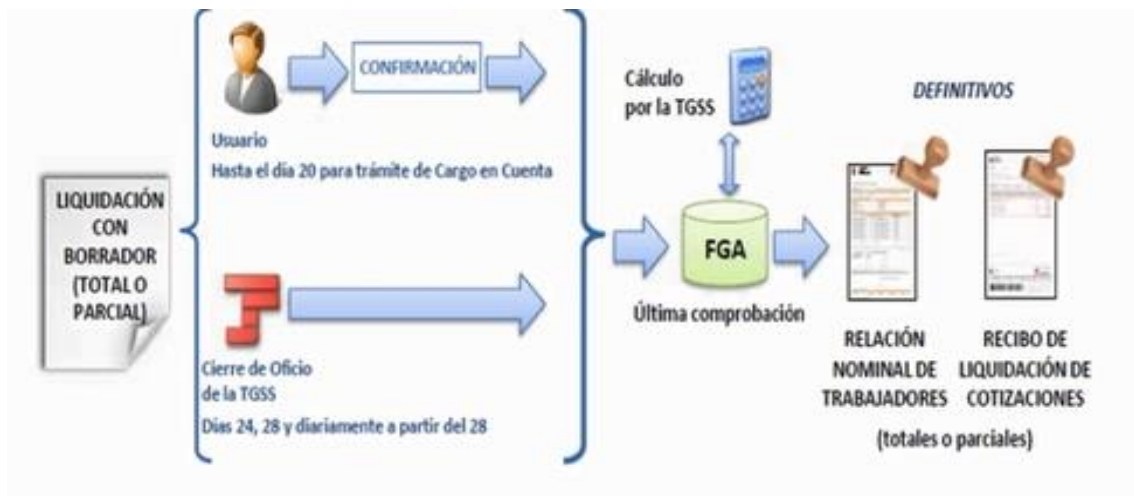 LIQUIDACIÓN
CON
BORRADOR
(TOTAL O
PARCIAL)
CONFIRMACIÓN
Usuario
Hasta el día 20 para trámite de Cargo en Cuenta
Cierre de Oficio
de la TGSS
Dias 24, 28 y diariamente a partir del 28
Cálculo
por la TGSS
FGA
Última comprobación
DEFINITIVOS
RELACIÓN
NOMINAL DE
TRABAJADORES
RECIBO DE
LIQUIDACIÓN DE
COTIZACIONES
(totales o parciales)